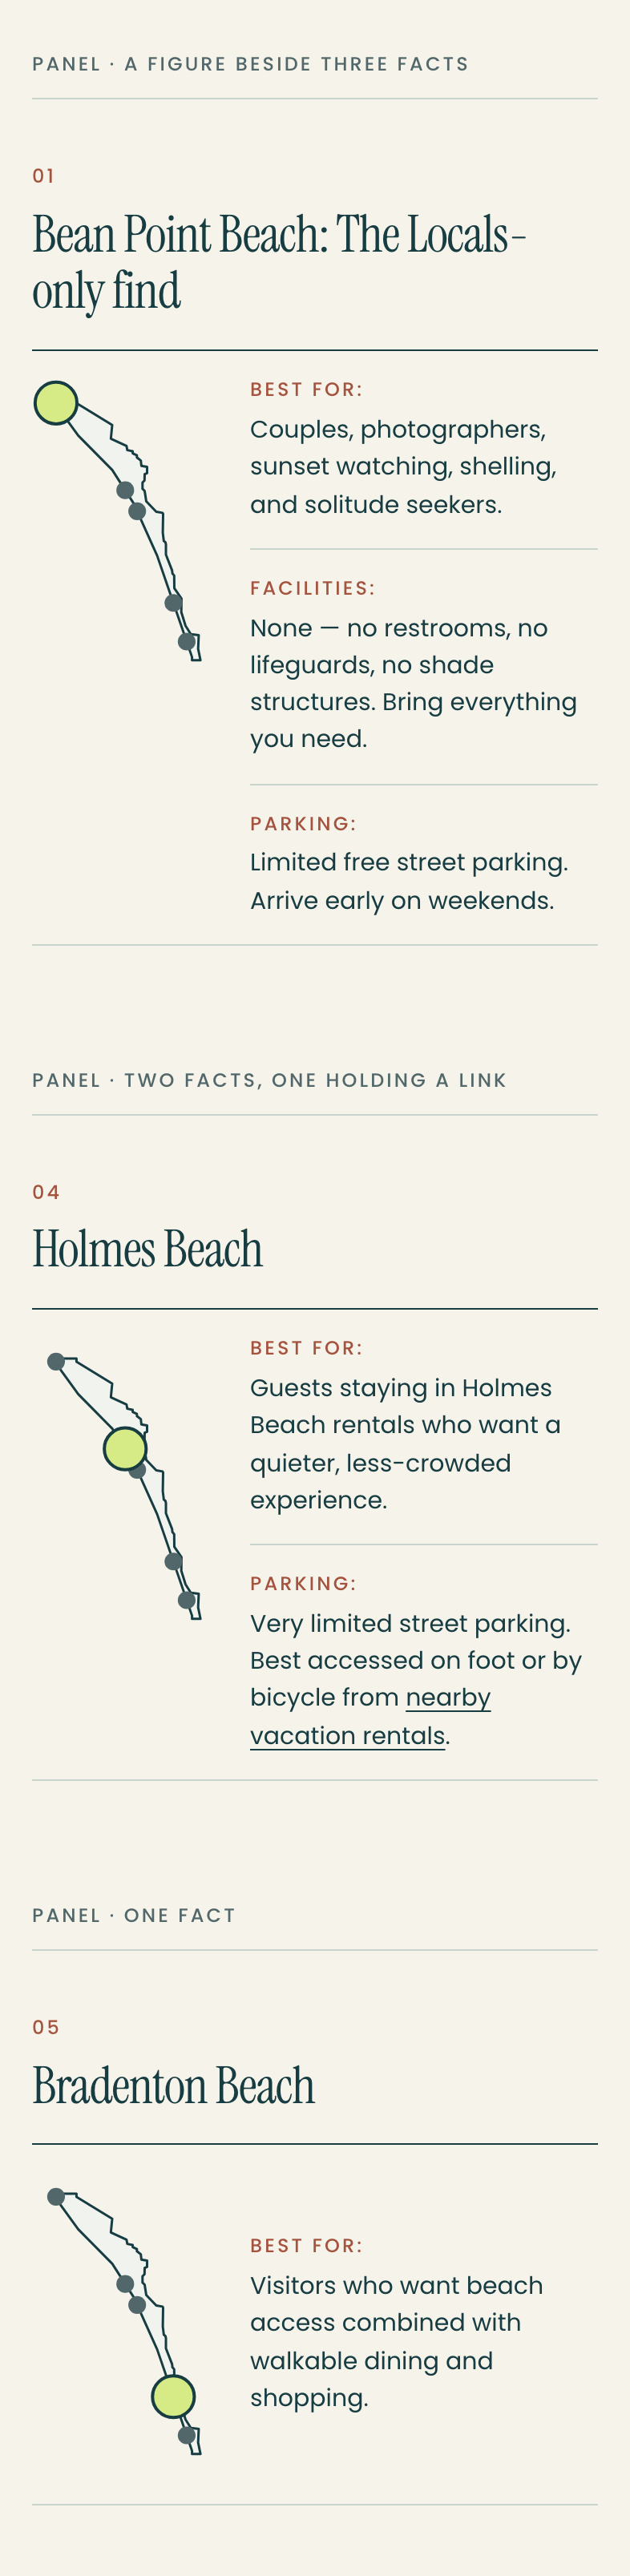 PANEL · A FIGURE BESIDE THREE FACTS
01
Bean Point Beach: The Locals-
only find
BEST FOR:
Couples, photographers,
sunset watching, shelling,
and solitude seekers.
FACILITIES:
None — no restrooms, no
lifeguards, no shade
structures. Bring everything
you need.
PARKING:
Limited free street parking.
Arrive early on weekends.
PANEL · TWO FACTS, ONE HOLDING A LINK
04
Holmes Beach
BEST FOR:
Guests staying in Holmes
Beach rentals who want a
quieter, less-crowded
experience.
PARKING:
Very limited street parking.
Best accessed on foot or by
bicycle from nearby
vacation rentals.
PANEL · ONE FACT
05
Bradenton Beach
BEST FOR:
Visitors who want beach
access combined with
walkable dining and
shopping.